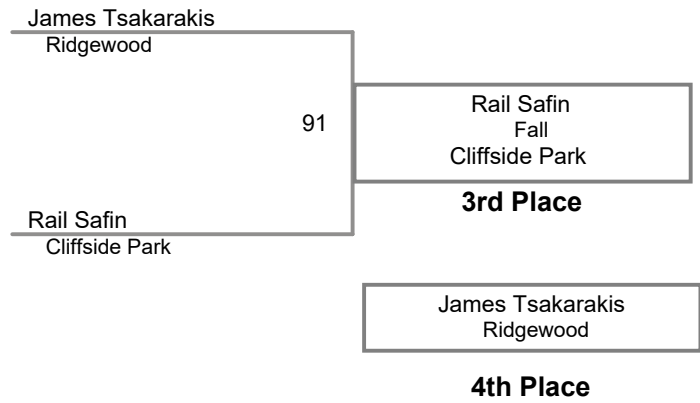 James Tsakarakis
Ridgewood
91
Rail Safin
Cliffside Park
Rail Safin
Fall
Cliffside Park
3rd Place
James Tsakarakis
Ridgewood
4th Place